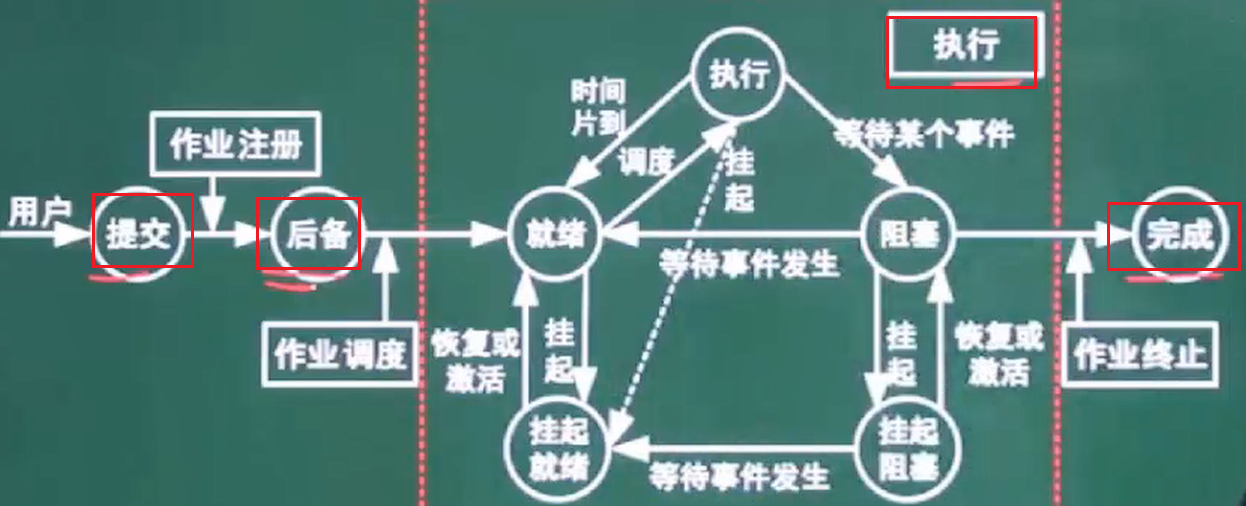 执行
执行
时间
片到
等待某个事件
作业注册
调度
挂
起
用户
提交
后备
就绪
阻塞
完成
等待事件发生
作业调度
恢复或
激活
挂
起
挂
起
恢复或
激活
作业终止
挂起
就绪
挂起
阻塞
等待事件发生